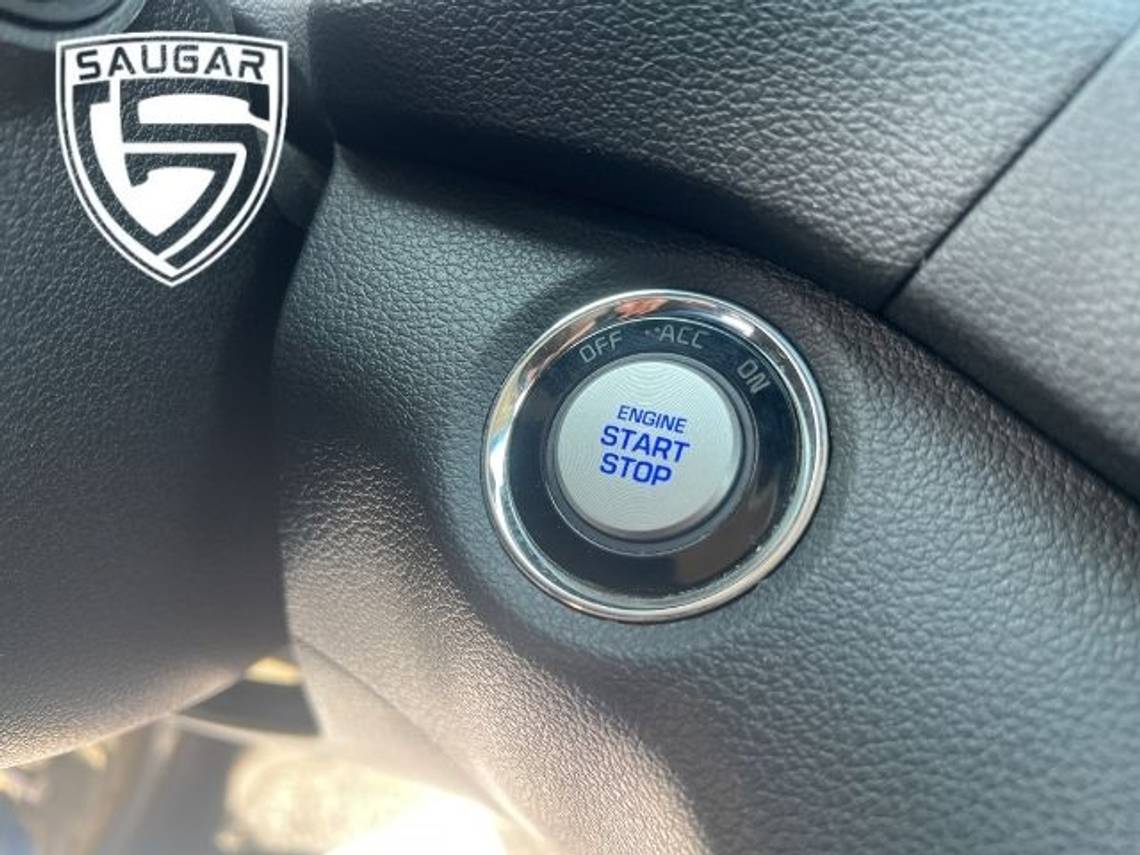 SAUGAR
OFF ··ACC ON
ENGINE
START
STOP